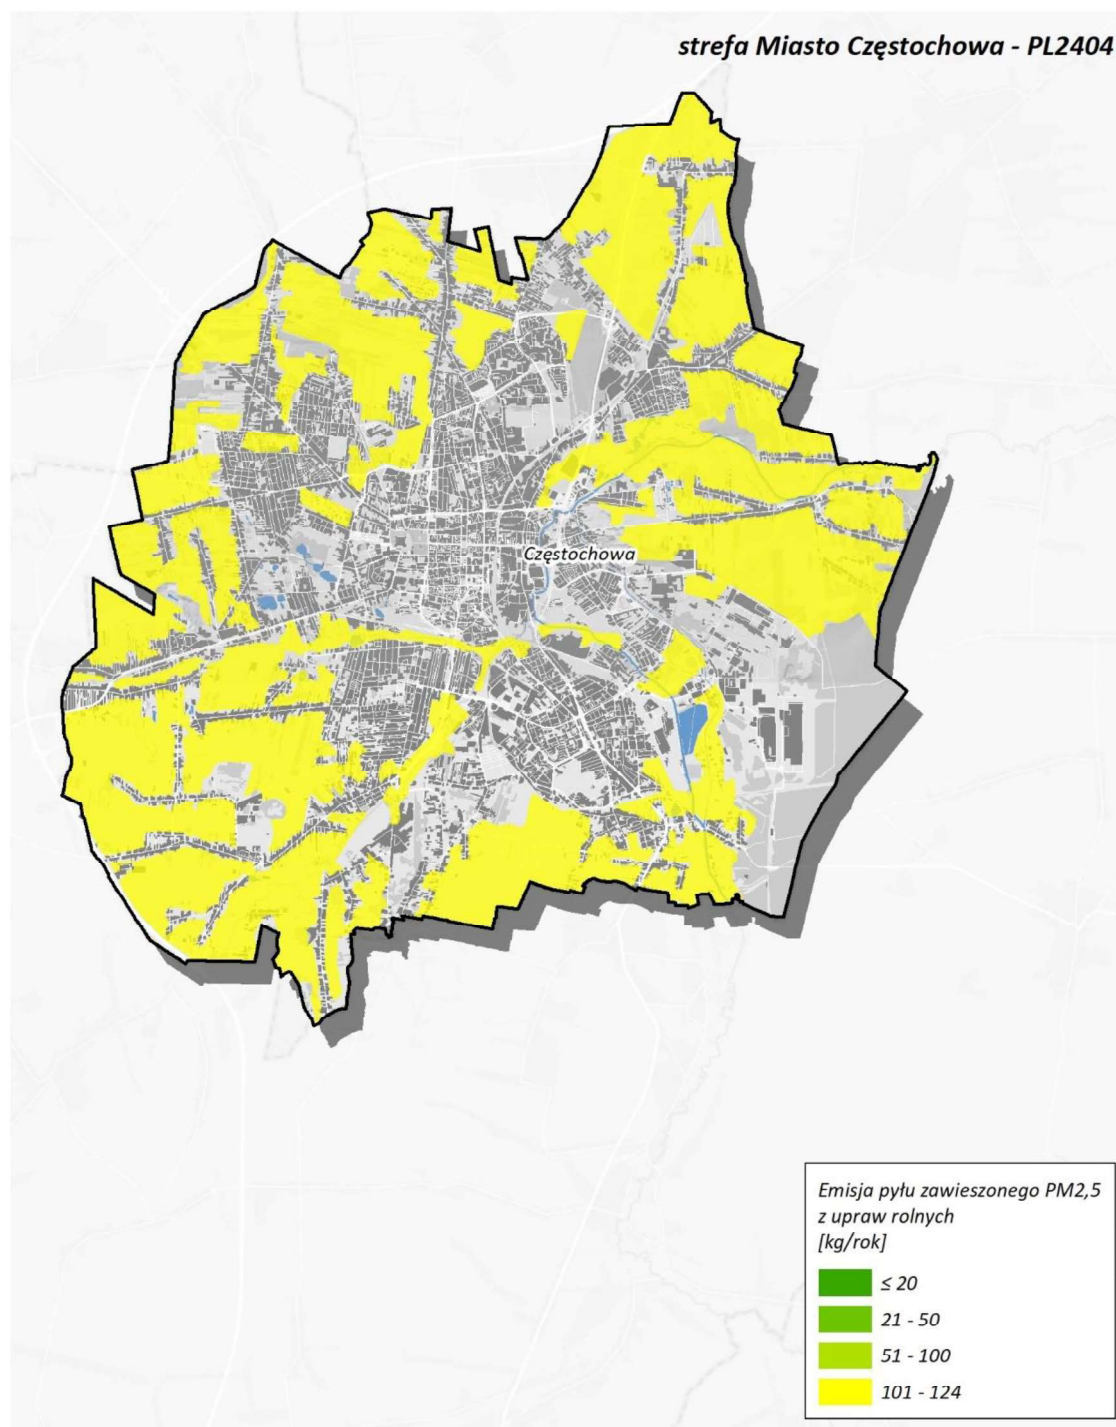 strefa Miasto Częstochowa - PL2404
Częstochowa
Emisja pyłu zawieszonego PM2,5
z upraw rolnych
[kg/rok]
≤ 20
21 - 50
51 - 100
101 - 124